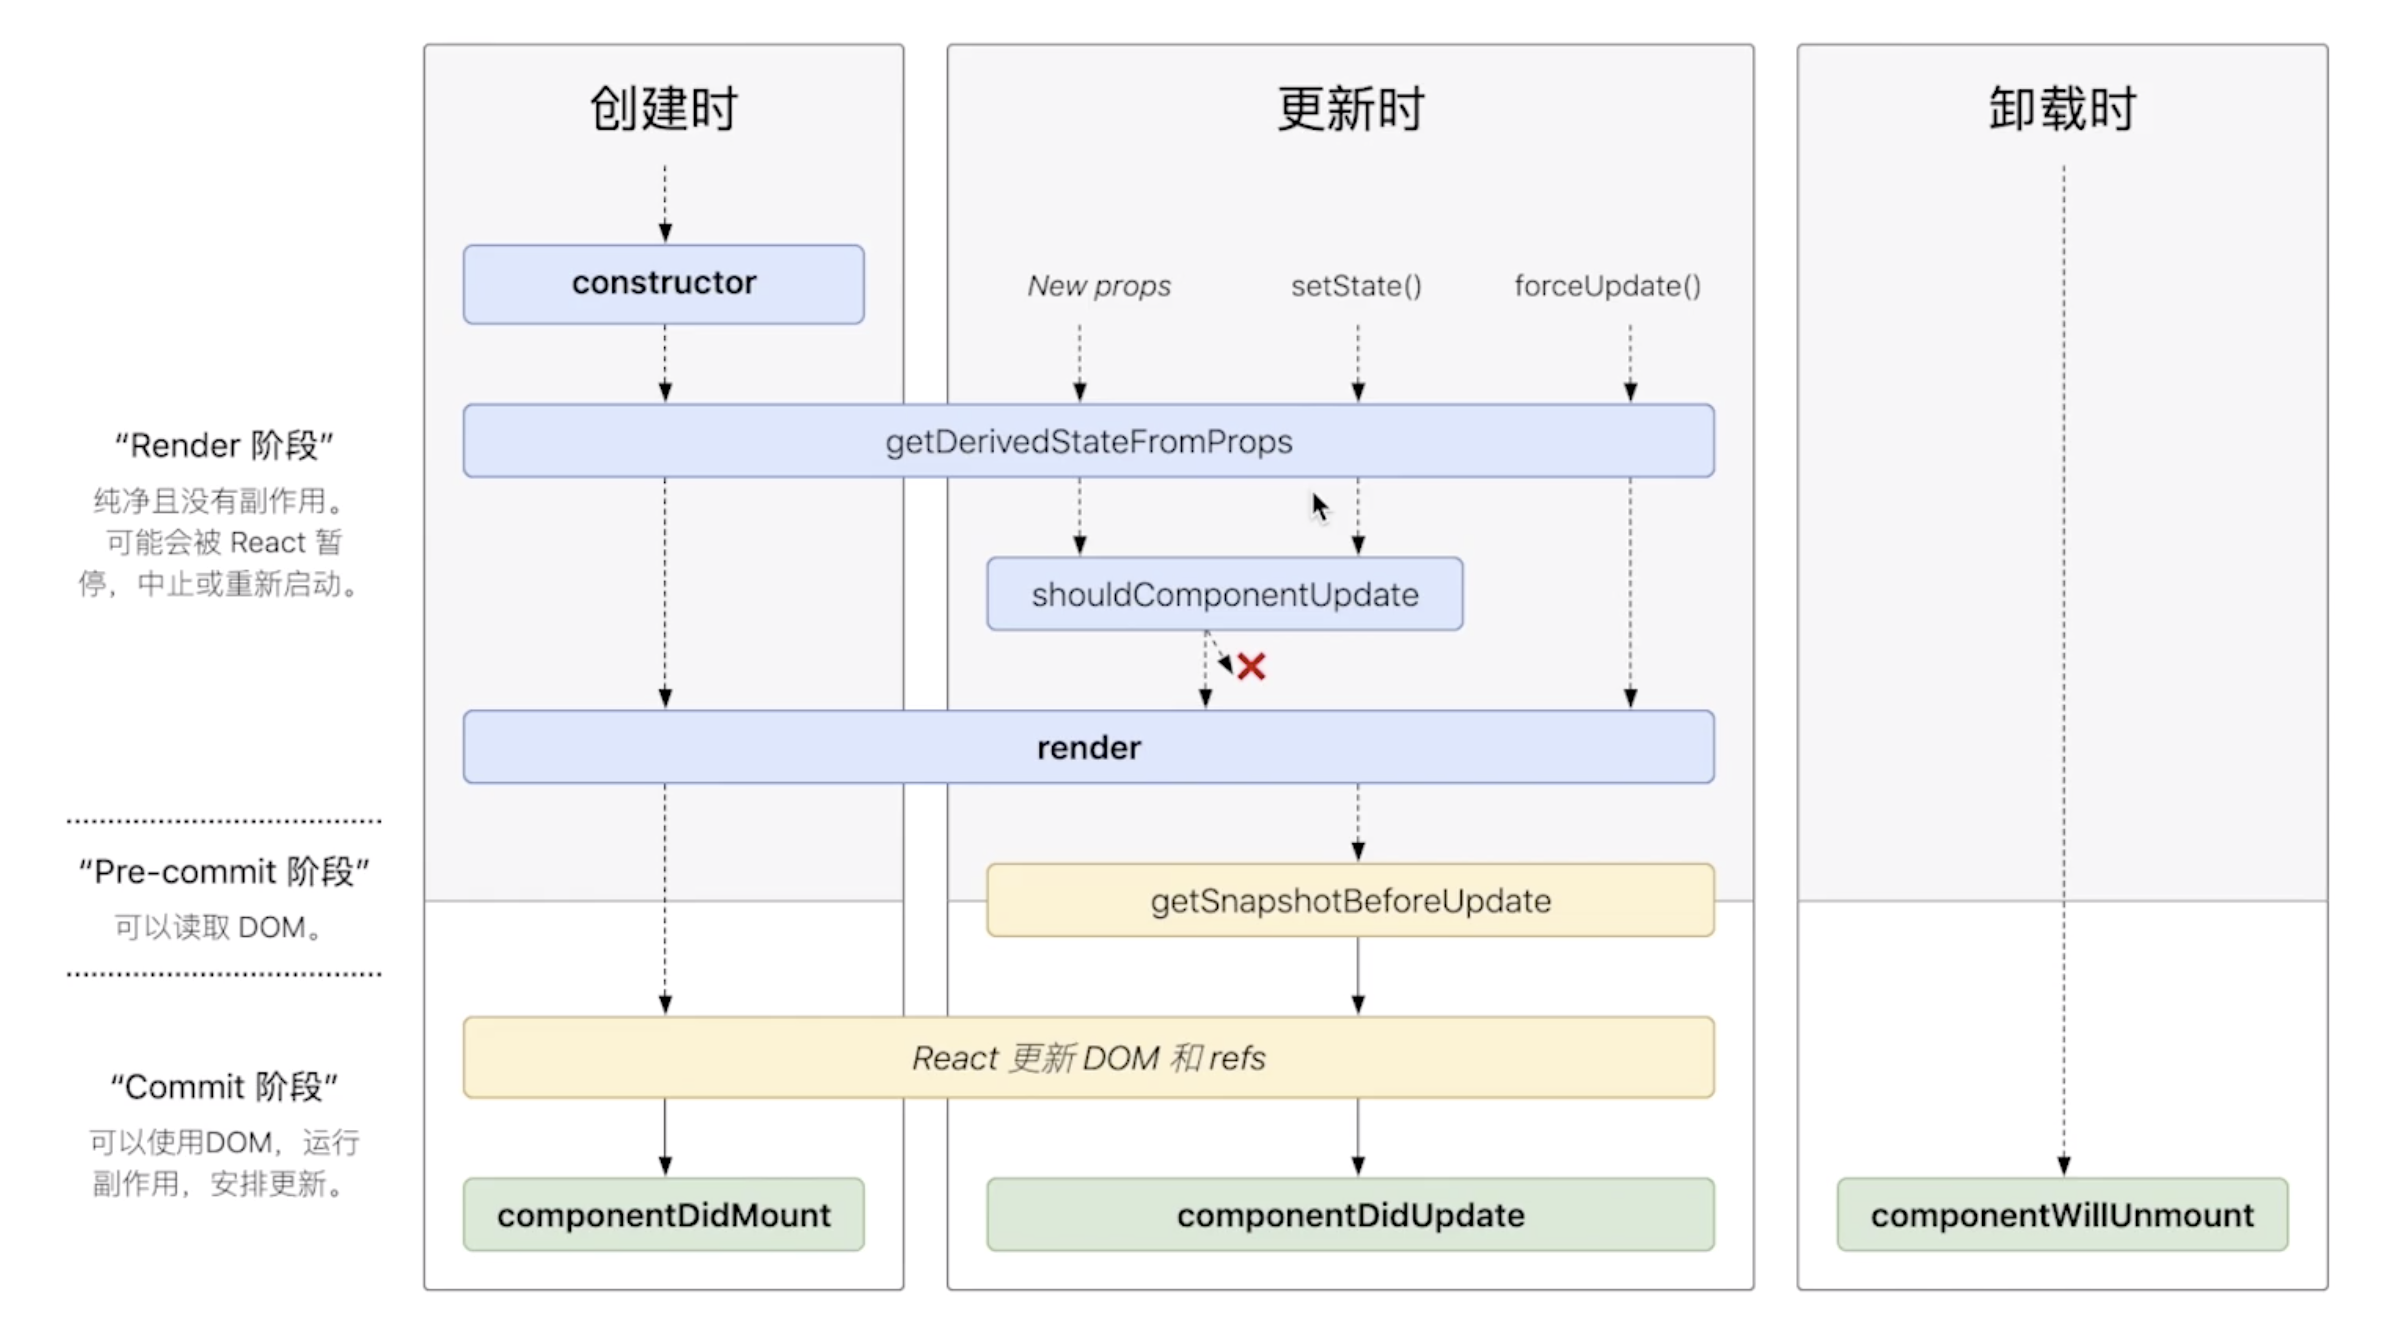 创建时
更新时
卸载时
constructor
New props
setState()
forceUpdate()
getDerivedStateFromProps
“Render 阶段”
纯净且没有副作用。
可能会被 React 暂
停，中止或重新启动。
shouldComponentUpdate
render
“Pre-commit 阶段”
可以读取 DOM。
getSnapshotBeforeUpdate
React 更新 DOM 和 refs
“Commit 阶段”
可以使用DOM，运行
副作用，安排更新。
componentDidMount
componentDidUpdate
componentWillUnmount